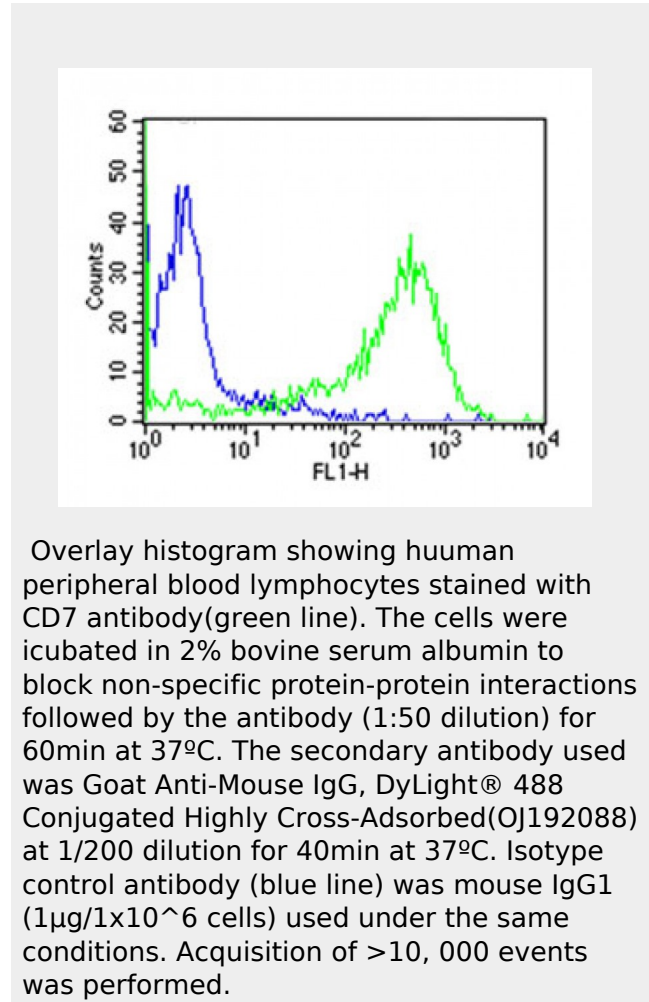 60
50
40
30
20
10
0
Counts
10^0 10^1 10^2 10^3 10^4
FL1-H
Overlay histogram showing huuman
peripheral blood lymphocytes stained with
CD7 antibody(green line). The cells were
icubated in 2% bovine serum albumin to
block non-specific protein-protein interactions
followed by the antibody (1:50 dilution) for
60min at 37ºC. The secondary antibody used
was Goat Anti-Mouse IgG, DyLight® 488
Conjugated Highly Cross-Adsorbed(OJ192088)
at 1/200 dilution for 40min at 37ºC. Isotype
control antibody (blue line) was mouse IgG1
(1µg/1x10^6 cells) used under the same
conditions. Acquisition of >10, 000 events
was performed.